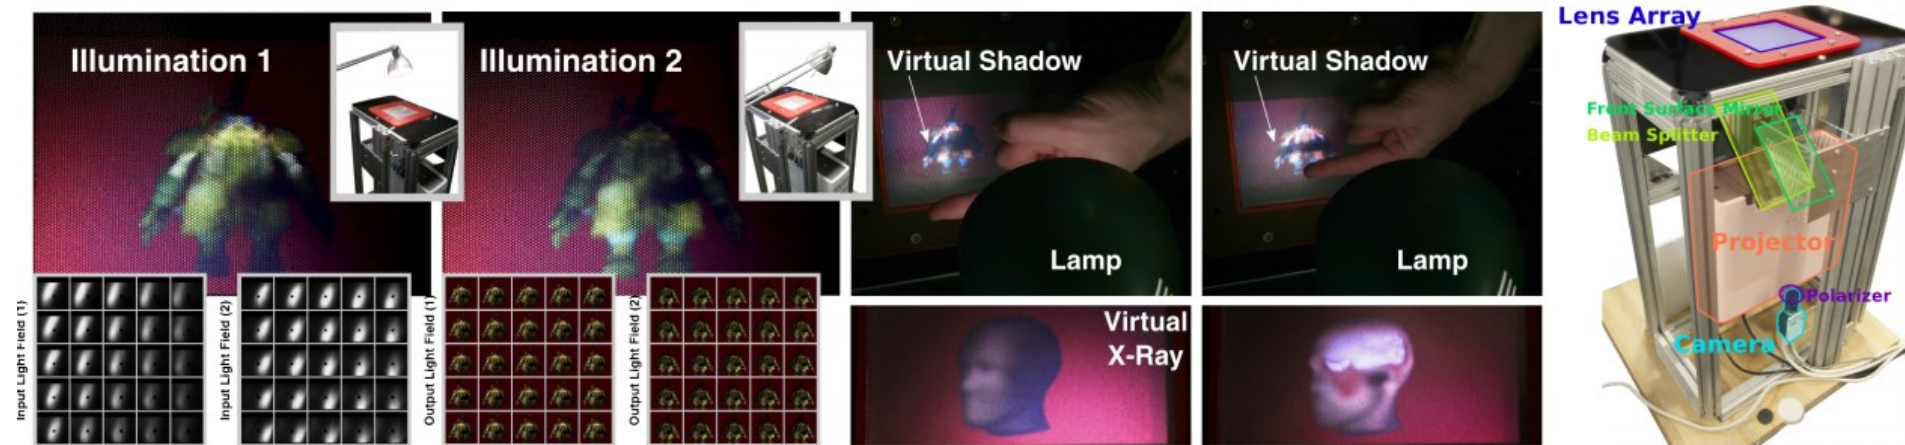 Illumination 1
Illumination 2
Virtual Shadow
Virtual Shadow
Lens Array
Front Surface Mirror
Beam Splitter
Lamp
Lamp
Projector
Polarizer
Camera
Input Light Field (1)
Input Light Field (2)
Output Light Field (1)
Output Light Field (2)
Virtual
X-Ray